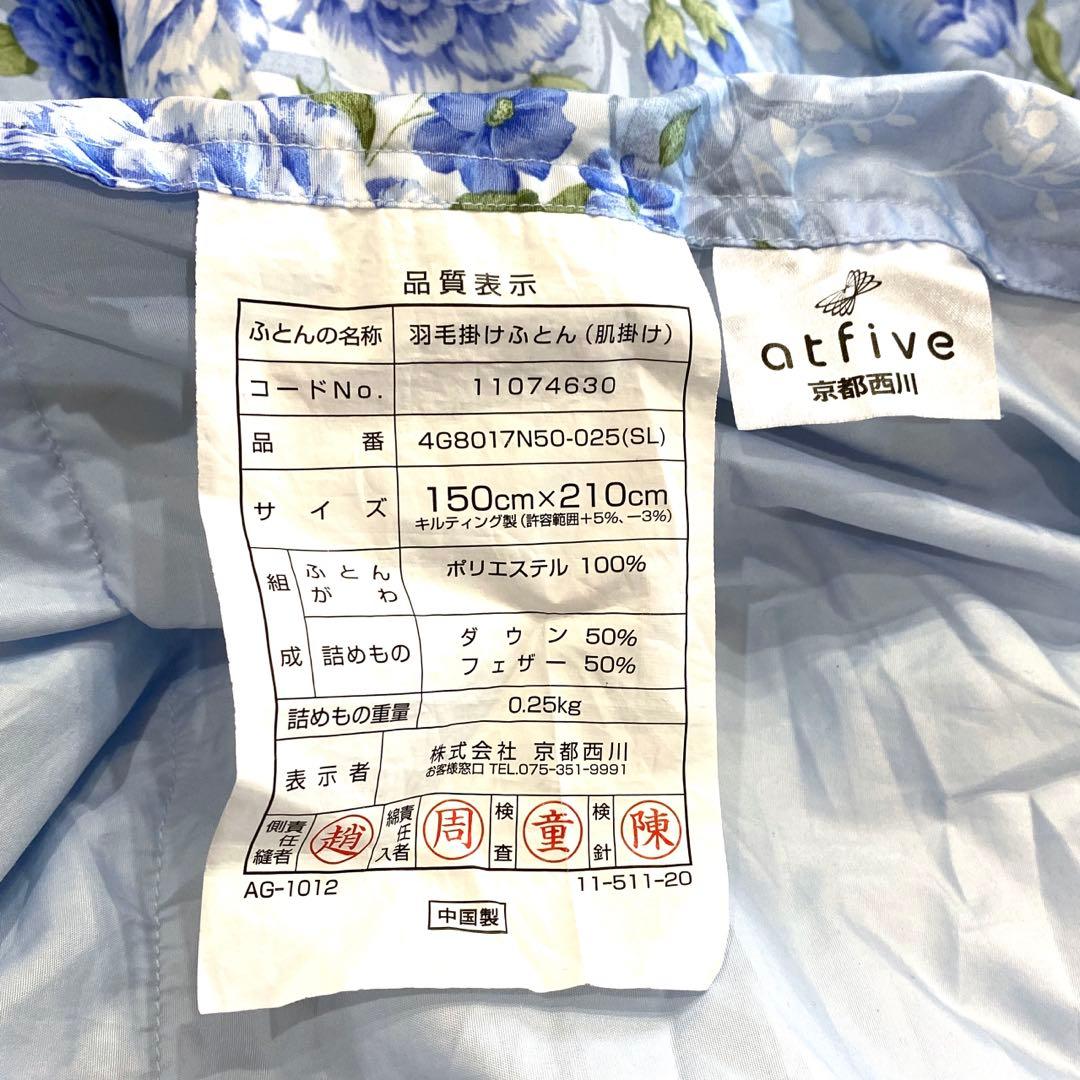 品質表示
ふとんの名称 羽毛掛けふとん(肌掛け)
コードNo. 11074630
品番 4G8017N50-025(SL)
サイズ 150cm×210cm
キルティング製(許容範囲+5%、-3%)
組成 ふとんがわ ポリエステル 100%
詰めもの ダウン 50%
フェザー 50%
詰めもの重量 0.25kg
表示者 株式会社 京都西川
お客様窓口 TEL.075-351-9991
側縫責任者 趙 綿入責任者 周 検査 童 検針 陳
AG-1012 11-511-20
中国製
atfive
京都西川